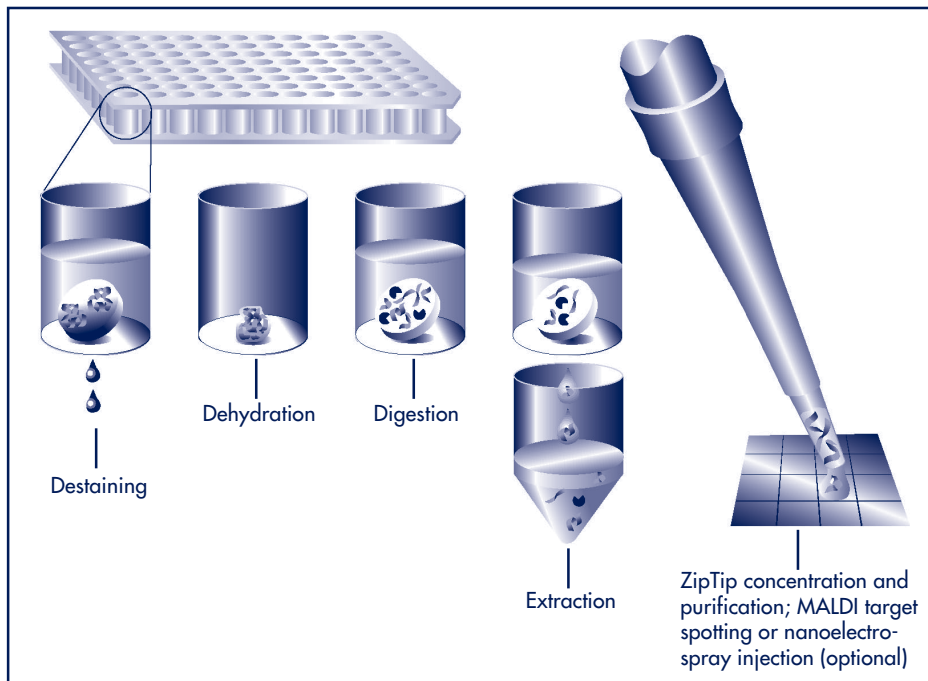 Dehydration
Digestion
Destaining
Extraction
ZipTip concentration and
purification; MALDI target
spotting or nanoelectro-
spray injection (optional)